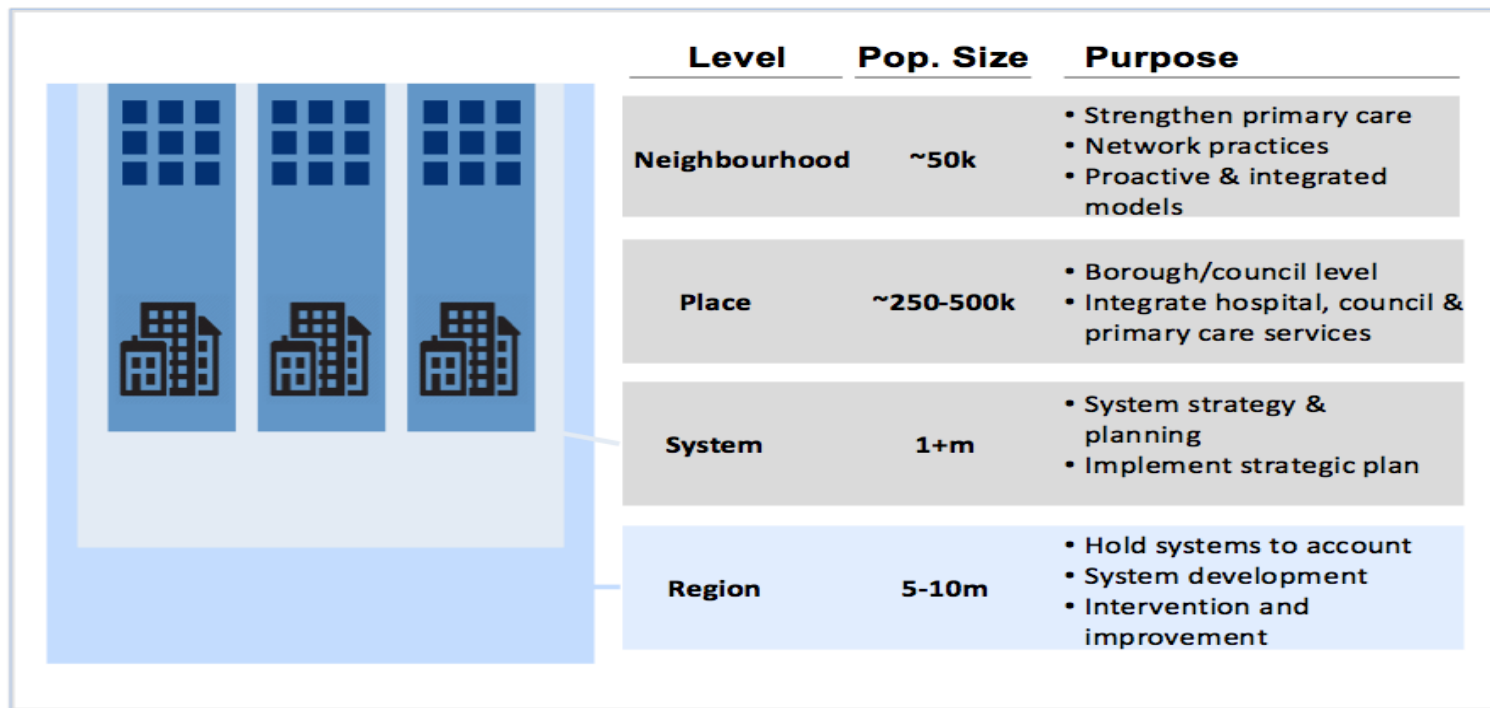 Level Pop. Size Purpose
Neighbourhood ~50k
• Strengthen primary care
• Network practices
• Proactive & integrated
models
Place ~250-500k
• Borough/council level
• Integrate hospital, council &
primary care services
System 1+m
• System strategy &
planning
• Implement strategic plan
Region 5-10m
• Hold systems to account
• System development
• Intervention and
improvement